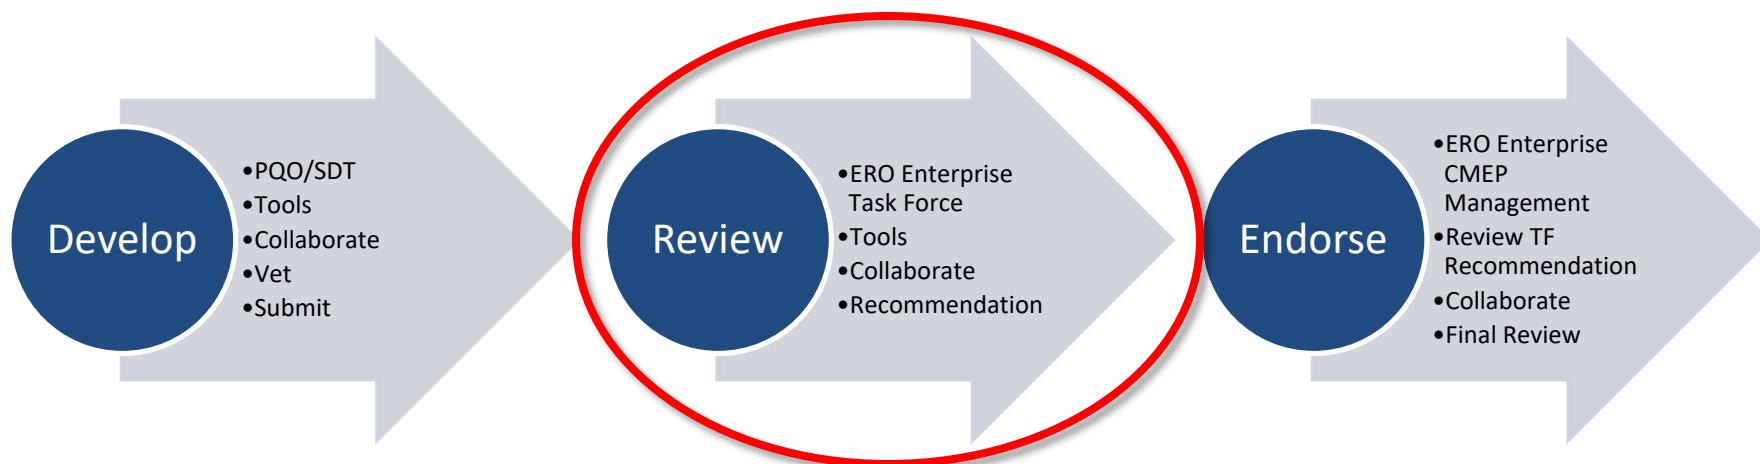 Develop
•PQO/SDT
•Tools
•Collaborate
•Vet
•Submit
Review
•ERO Enterprise
Task Force
•Tools
•Collaborate
•Recommendation
Endorse
•ERO Enterprise
CMEP
Management
•Review TF
Recommendation
•Collaborate
•Final Review